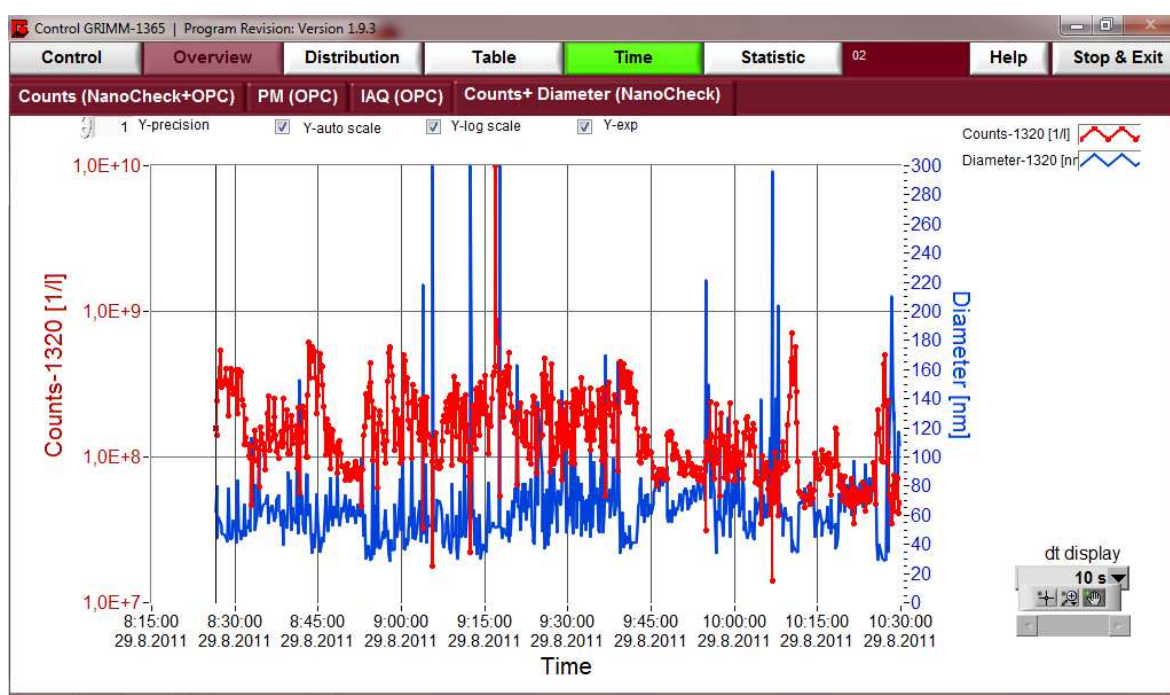 Control GRIMM-1365 | Program Revision: Version 1.9.3
Control Overview Distribution Table Time Statistic 02 Help Stop & Exit
Counts (NanoCheck+OPC) PM (OPC) IAQ (OPC) Counts+ Diameter (NanoCheck)
1 Y-precision Y-auto scale Y-log scale Y-exp
Counts-1320 [1/l]
Diameter-1320 [nm
1,0E+10
1,0E+9
1,0E+8
1,0E+7
Counts-1320 [1/l]
300
280
260
240
220
200
180
160
140
120
100
80
60
40
20
0
Diameter [nm]
8:15:00 8:30:00 8:45:00 9:00:00 9:15:00 9:30:00 9:45:00 10:00:00 10:15:00 10:30:00
29.8.2011 29.8.2011 29.8.2011 29.8.2011 29.8.2011 29.8.2011 29.8.2011 29.8.2011 29.8.2011 29.8.2011
Time
dt display
10 s